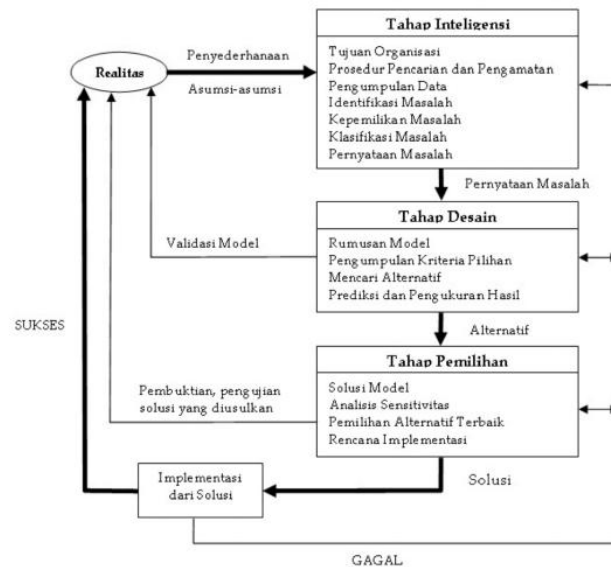 Tahap Inteligensi
Penyederhanaan
Realitas
Asumsi-asumsi
Tujuan Organisasi
Prosedur Pencarian dan Pengamatan
Pengumpulan Data
Identifikasi Masalah
Kepemilikan Masalah
Klasifikasi Masalah
Pernyataan Masalah
Pernyataan Masalah
Tahap Desain
Validasi Model
Rumusan Model
Pengumpulan Kriteria Pilihan
Mencari Alternatif
Prediksi dan Pengukuran Hasil
SUKSES
Alternatif
Tahap Pemilihan
Pembuktian, pengujian
solusi yang diusulkan
Solusi Model
Analisis Sensitivitas
Pemilihan Alternatif Terbaik
Rencana Implementasi
Implementasi
dari Solusi
Solusi
GAGAL